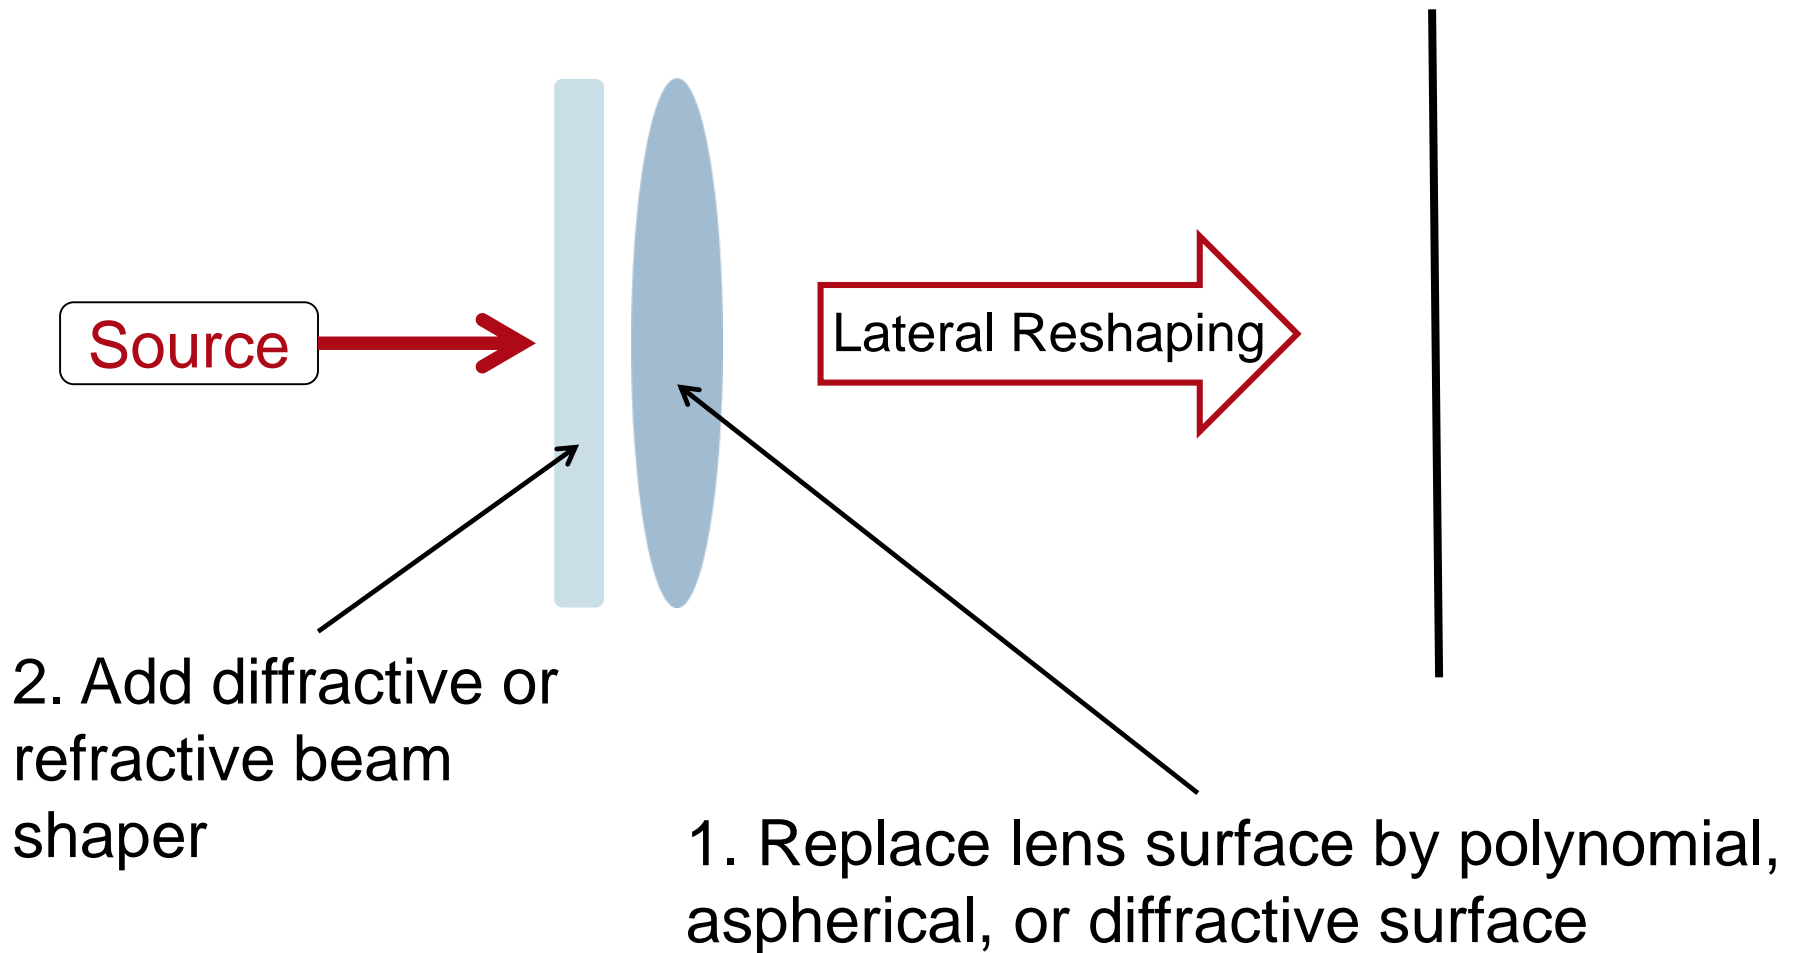 Source
Lateral Reshaping
2. Add diffractive or
refractive beam
shaper
1. Replace lens surface by polynomial,
aspherical, or diffractive surface